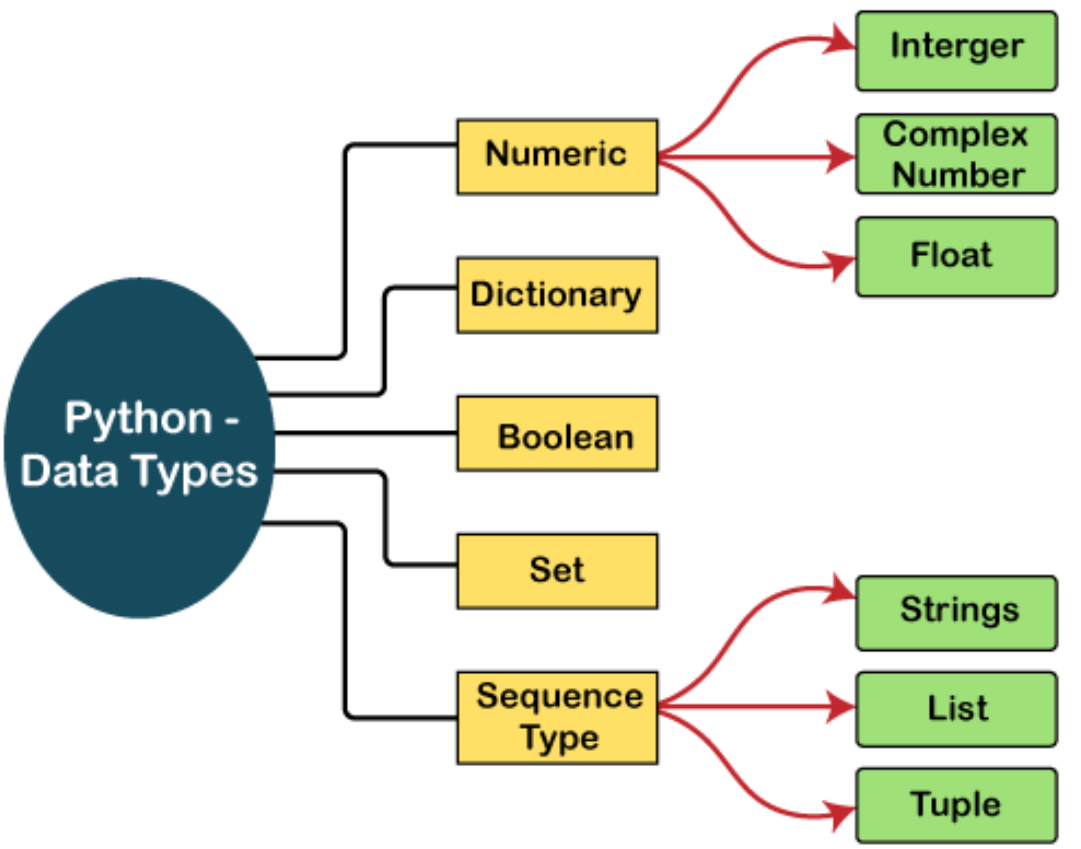 Python -
Data Types
Numeric
Dictionary
Boolean
Set
Sequence
Type
Interger
Complex
Number
Float
Strings
List
Tuple